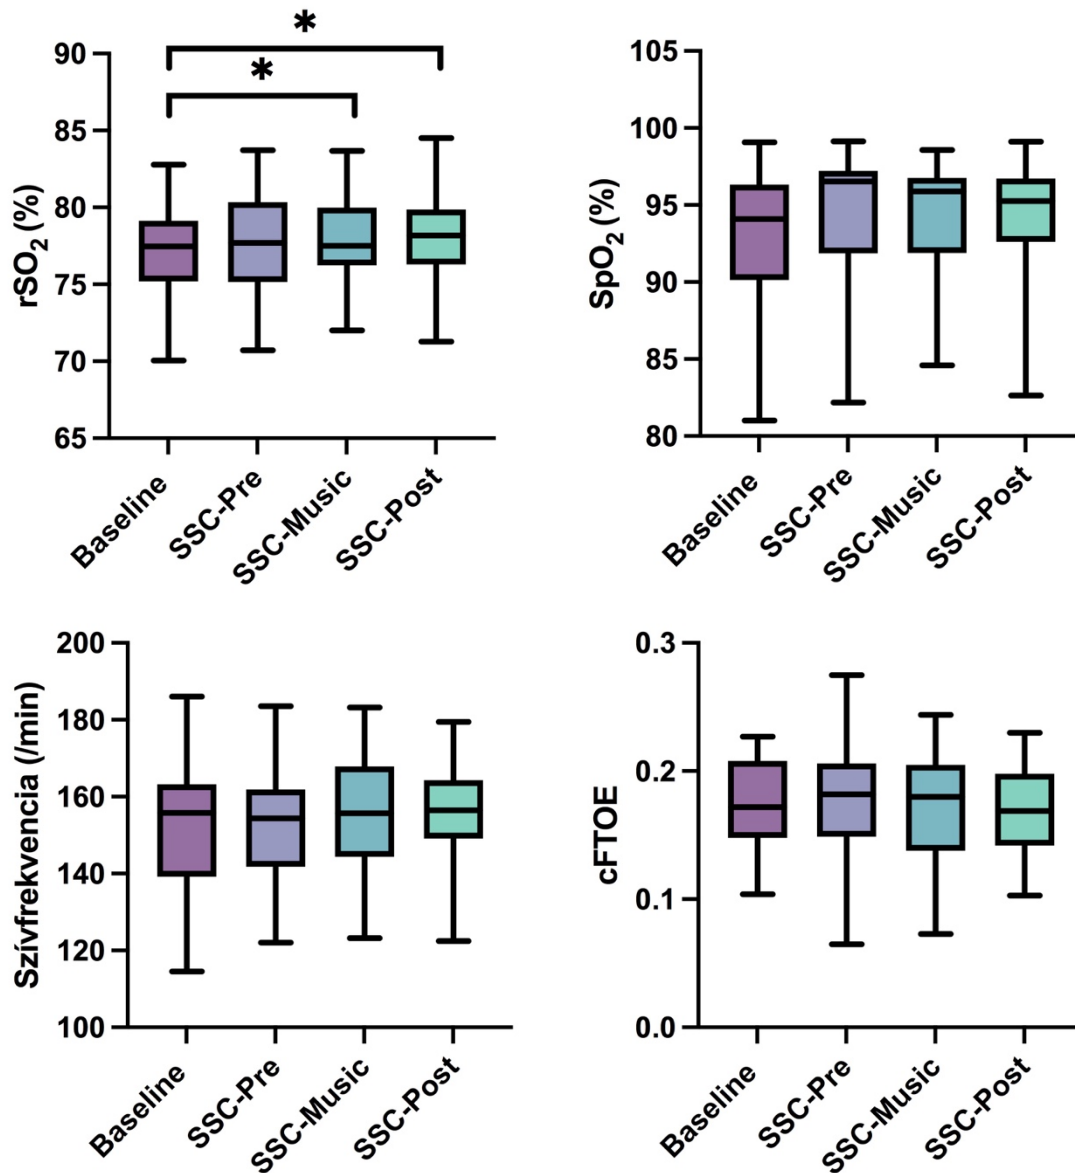 *
*
rSO₂ (%)
90
85
80
75
70
65
Baseline
SSC-Pre
SSC-Music
SSC-Post
SpO₂ (%)
105
100
95
90
85
80
Baseline
SSC-Pre
SSC-Music
SSC-Post
Szívfrekvencia (/min)
200
180
160
140
120
100
Baseline
SSC-Pre
SSC-Music
SSC-Post
cFTOE
0.3
0.2
0.1
0.0
Baseline
SSC-Pre
SSC-Music
SSC-Post